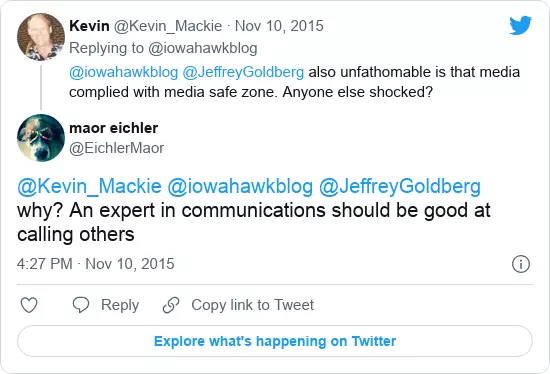 Kevin @Kevin_Mackie · Nov 10, 2015
Replying to @iowahawkblog
@iowahawkblog @JeffreyGoldberg also unfathomable is that media
complied with media safe zone. Anyone else shocked?
maor eichler
@EichlerMaor
@Kevin_Mackie @iowahawkblog @JeffreyGoldberg
why? An expert in communications should be good at
calling others
4:27 PM · Nov 10, 2015
Reply Copy link to Tweet
Explore what's happening on Twitter